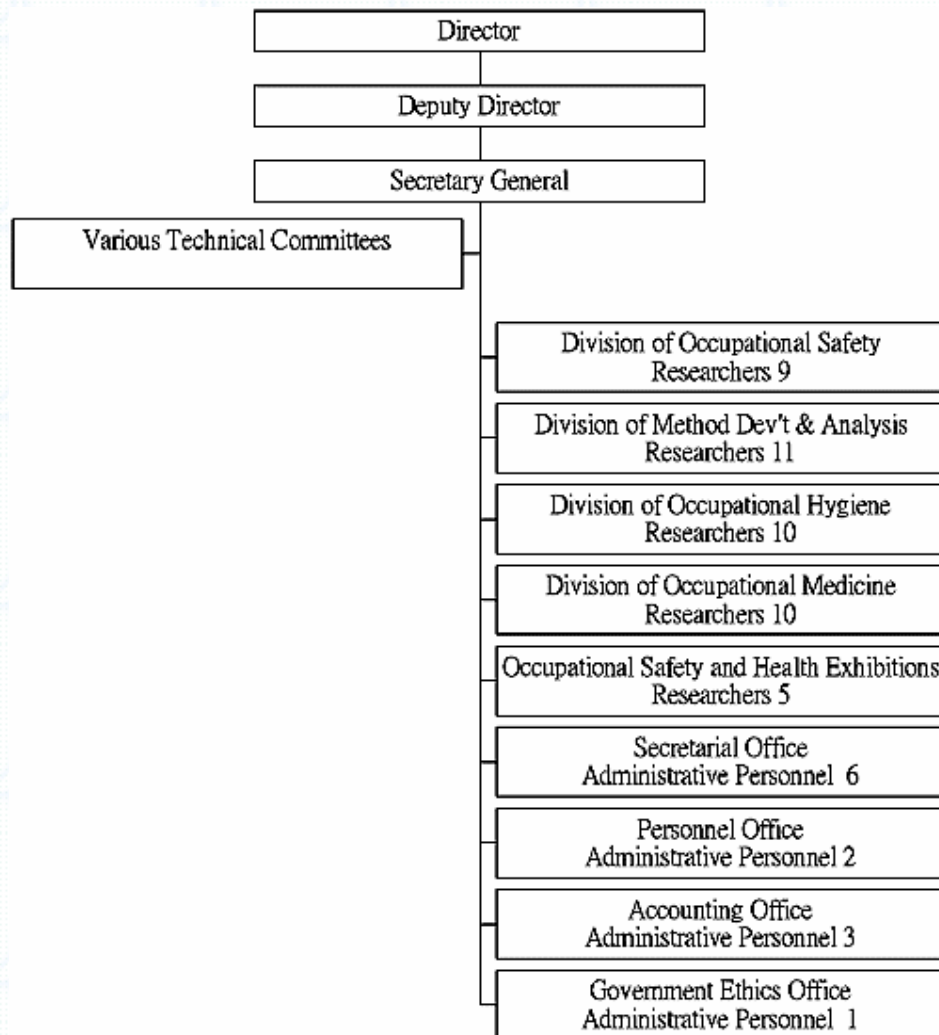 Director
Deputy Director
Secretary General
Various Technical Committees
Division of Occupational Safety
Researchers 9
Division of Method Dev't & Analysis
Researchers 11
Division of Occupational Hygiene
Researchers 10
Division of Occupational Medicine
Researchers 10
Occupational Safety and Health Exhibitions
Researchers 5
Secretarial Office
Administrative Personnel 6
Personnel Office
Administrative Personnel 2
Accounting Office
Administrative Personnel 3
Government Ethics Office
Administrative Personnel 1